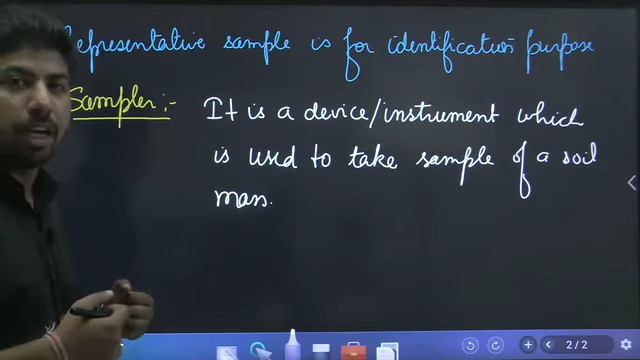 Representative sample is for identification purpose
Sampler :-
It is a device/instrument which
is used to take sample of a soil
mass.
2/2